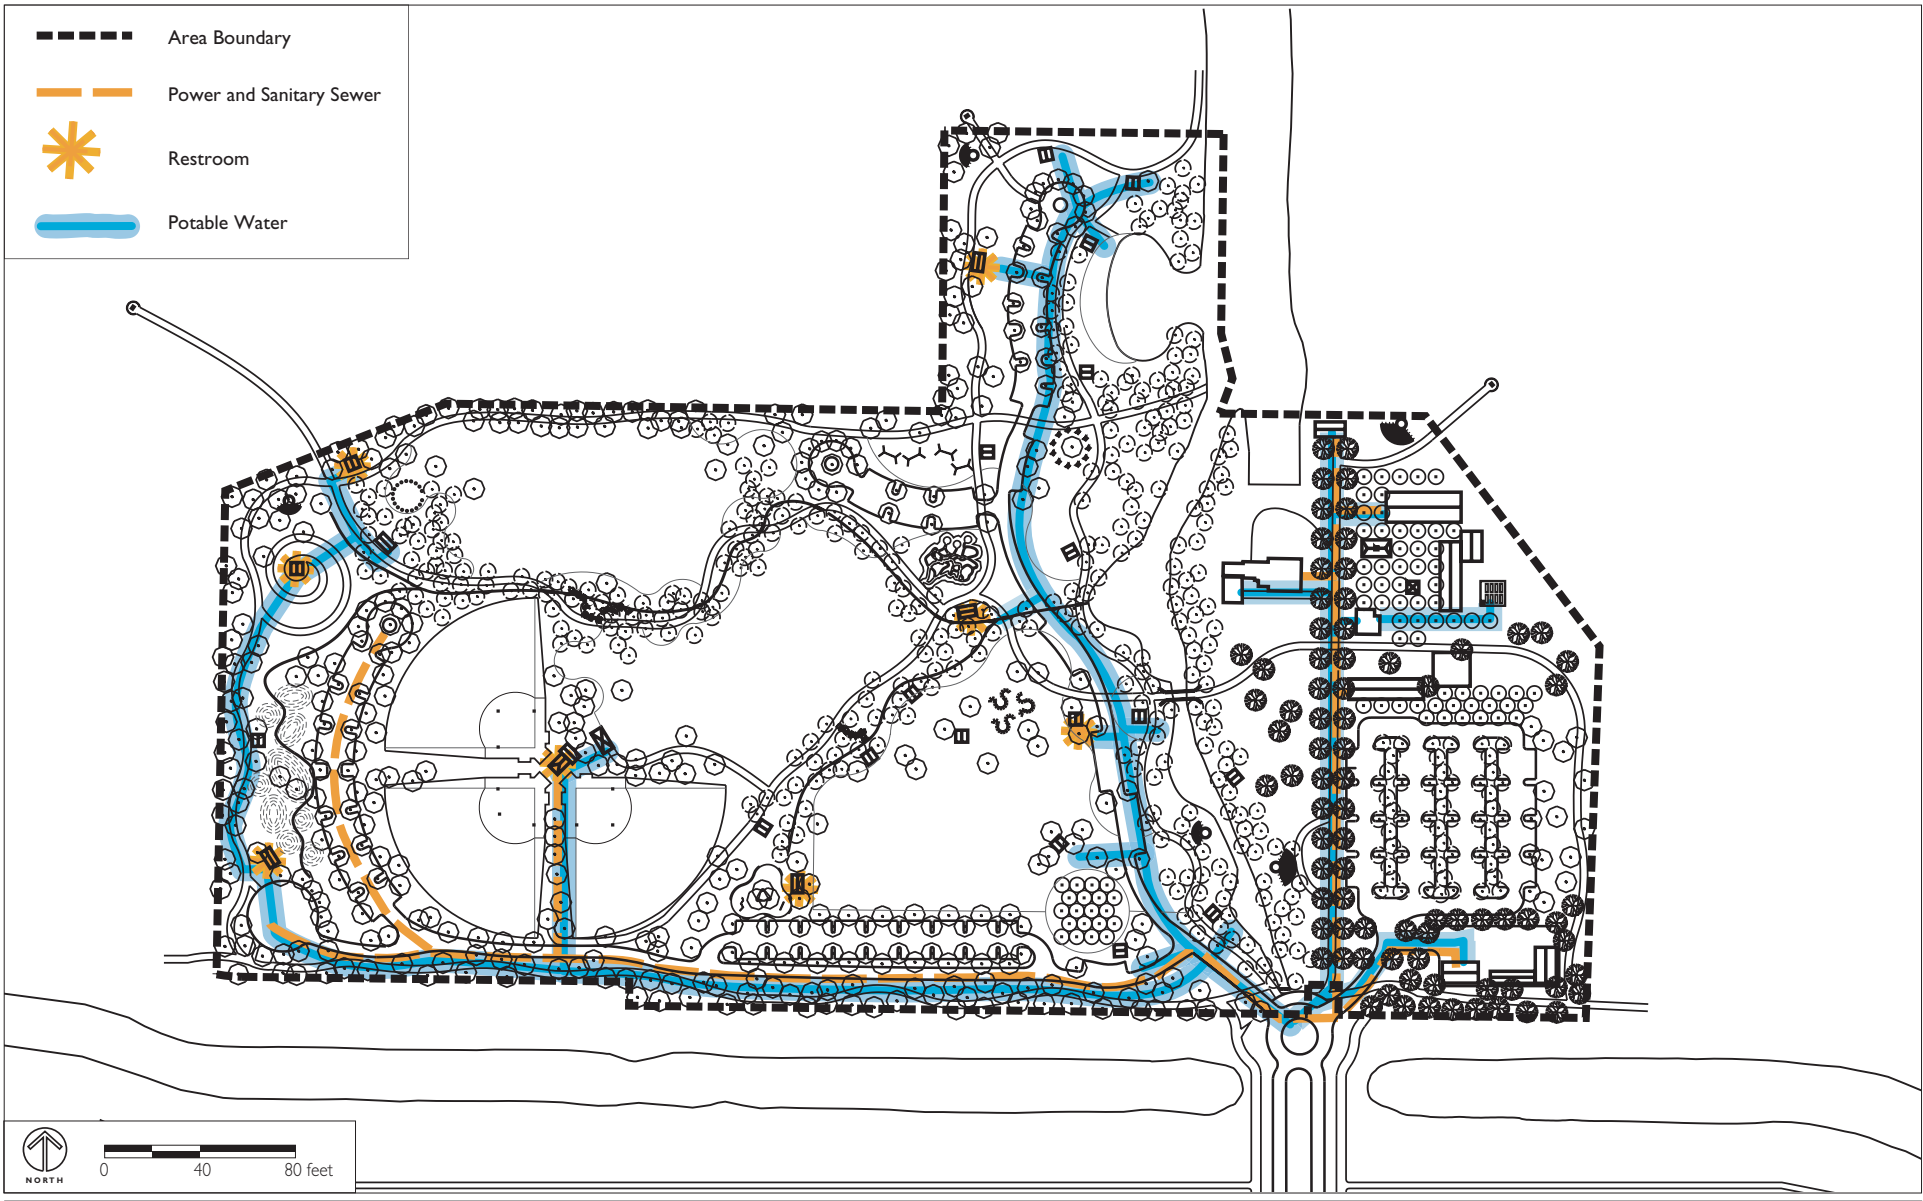 Area Boundary
Power and Sanitary Sewer
Restroom
Potable Water
NORTH
0 40 80 feet